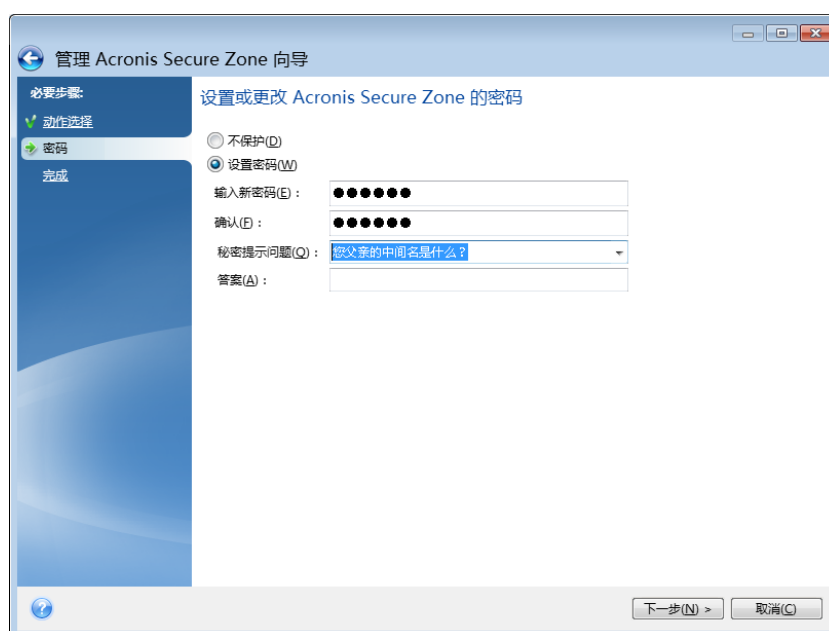 管理 Acronis Secure Zone 向导
必要步骤:
动作选择
密码
完成
设置或更改 Acronis Secure Zone 的密码
不保护(D)
设置密码(W)
输入新密码(E)：
●●●●●●
确认(F)：
●●●●●●
秘密提示问题(Q)：
您父亲的中间名是什么？
答案(A)：
下一步(N) >
取消(C)